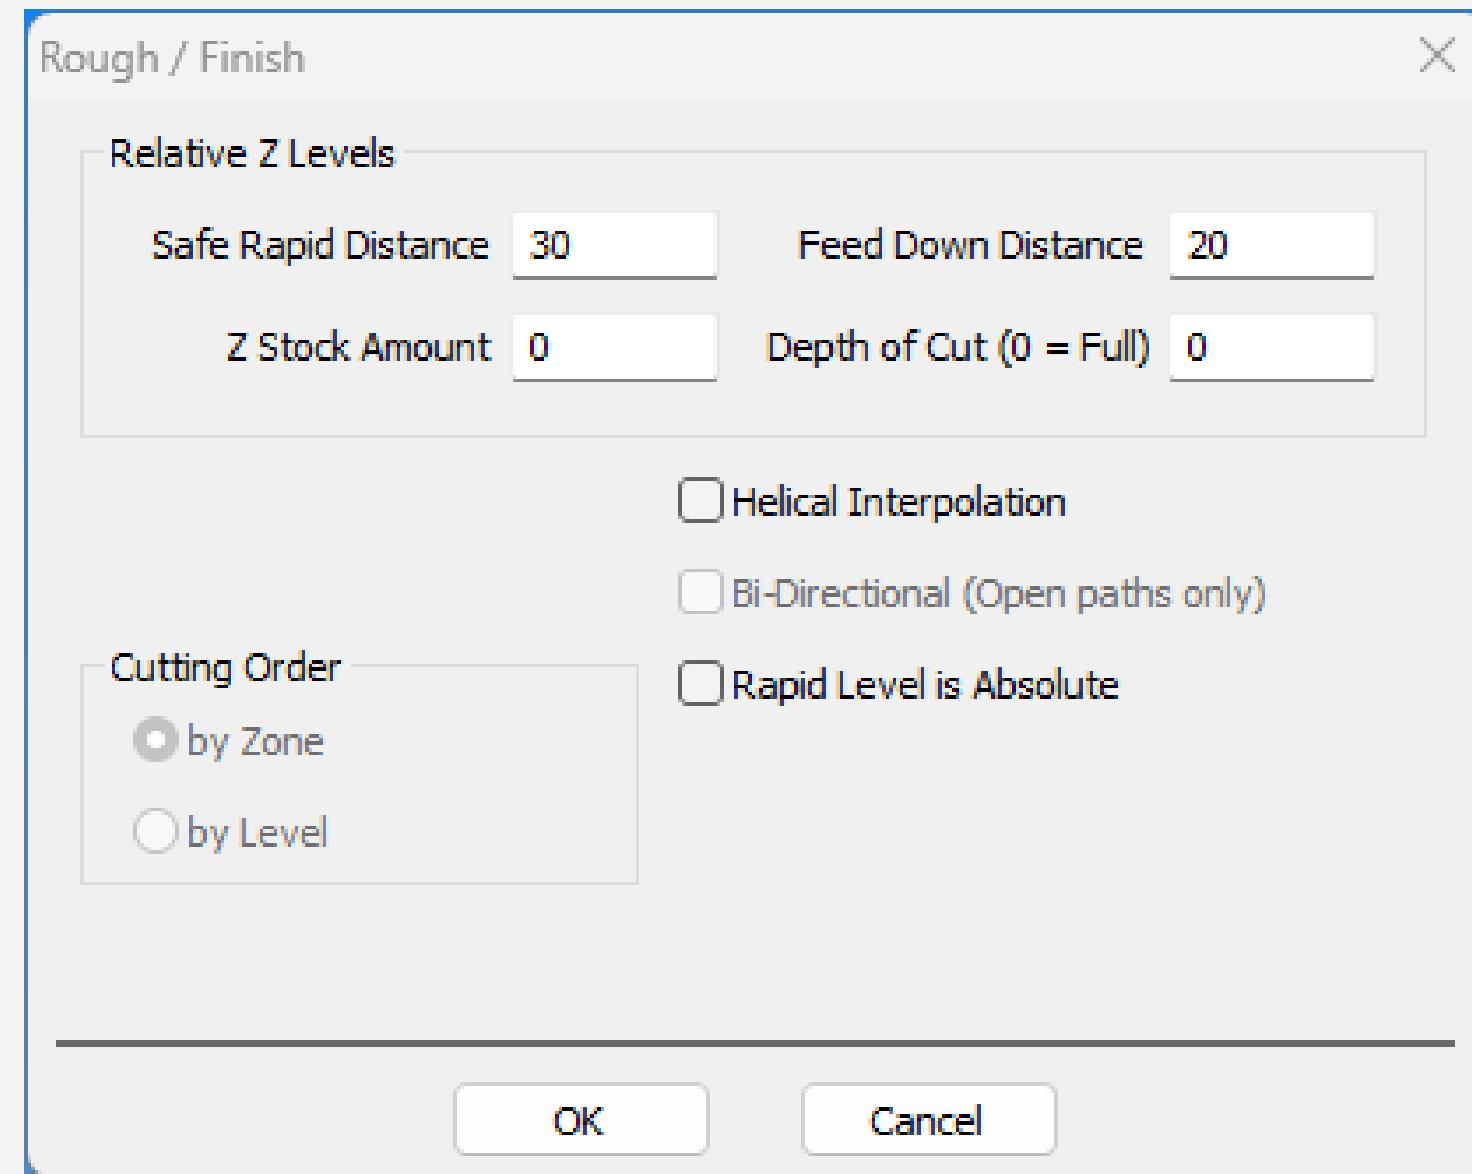 Rough / Finish
Relative Z Levels
Safe Rapid Distance 30 Feed Down Distance 20
Z Stock Amount 0 Depth of Cut (0 = Full) 0
Helical Interpolation
Bi-Directional (Open paths only)
Cutting Order
Rapid Level is Absolute
by Zone
by Level
OK Cancel